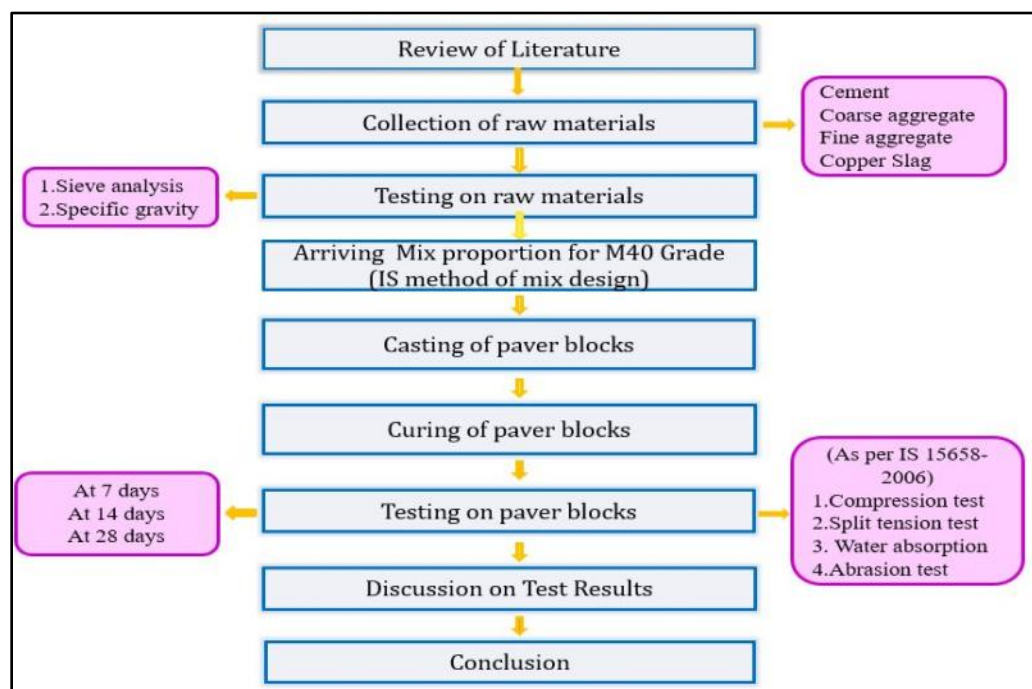 Review of Literature
Collection of raw materials
Cement
Coarse aggregate
Fine aggregate
Copper Slag
1.Sieve analysis
2.Specific gravity
Testing on raw materials
Arriving Mix proportion for M40 Grade
(IS method of mix design)
Casting of paver blocks
Curing of paver blocks
At 7 days
At 14 days
At 28 days
Testing on paver blocks
(As per IS 15658-
2006)
1.Compression test
2.Split tension test
3. Water absorption
4.Abrasion test
Discussion on Test Results
Conclusion